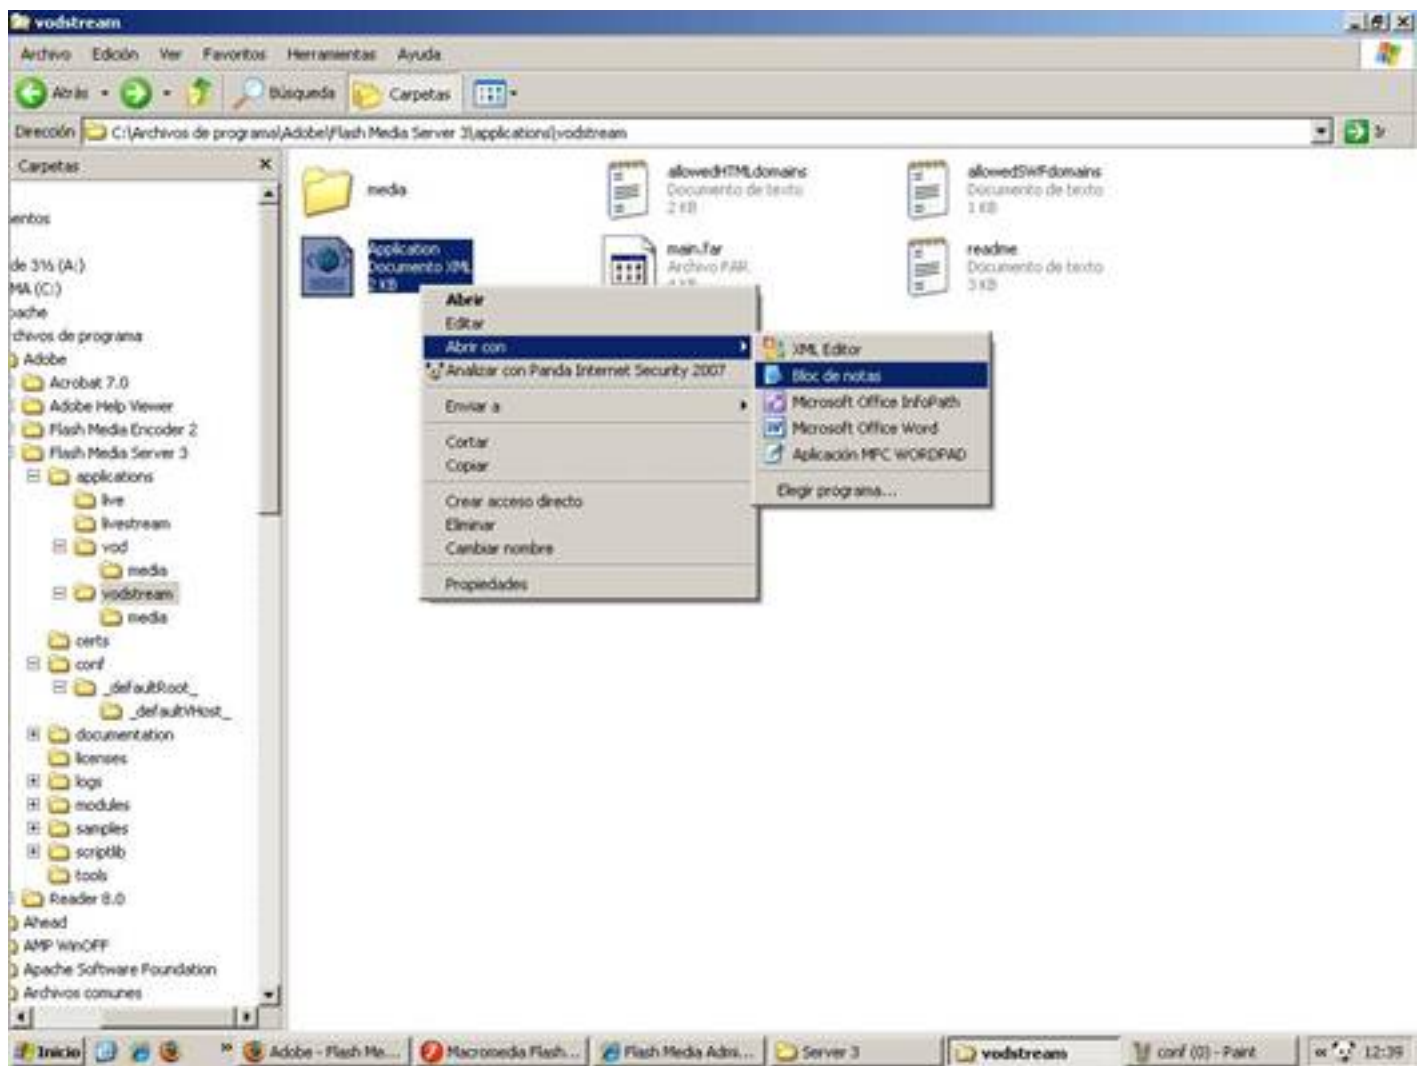 vodstream
Archivo Edición Ver Favoritos Herramientas Ayuda
Atrás Búsqueda Carpetas
Dirección C:\Archivos de programa\Adobe\Flash Media Server 3\applications\vodstream Ir
Carpetas
entos
de 3½ (A:)
MA (C:)
pache
chivos de programa
Adobe
Acrobat 7.0
Adobe Help Viewer
Flash Media Encoder 2
Flash Media Server 3
applications
live
livestream
vod
media
vodstream
media
certs
conf
_defaultRoot_
_defaultVHost_
documentation
licenses
logs
modules
samples
scriptlib
tools
Reader 8.0
Ahead
AMP WinOFF
Apache Software Foundation
Archivos comunes
media
allowedHTMLdomains
Documento de texto
2 KB
allowedSWFdomains
Documento de texto
1 KB
Application
Documento XML
2 KB
main.far
Archivo FAR
4 KB
readme
Documento de texto
3 KB
Abrir
Editar
Abrir con
Analizar con Panda Internet Security 2007
Enviar a
Cortar
Copiar
Crear acceso directo
Eliminar
Cambiar nombre
Propiedades
XML Editor
Bloc de notas
Microsoft Office InfoPath
Microsoft Office Word
Aplicación MFC WORDPAD
Elegir programa...
Inicio » Adobe - Flash Me... Macromedia Flash... Flash Media Admi... Server 3 vodstream conf (0) - Paint « 12:39